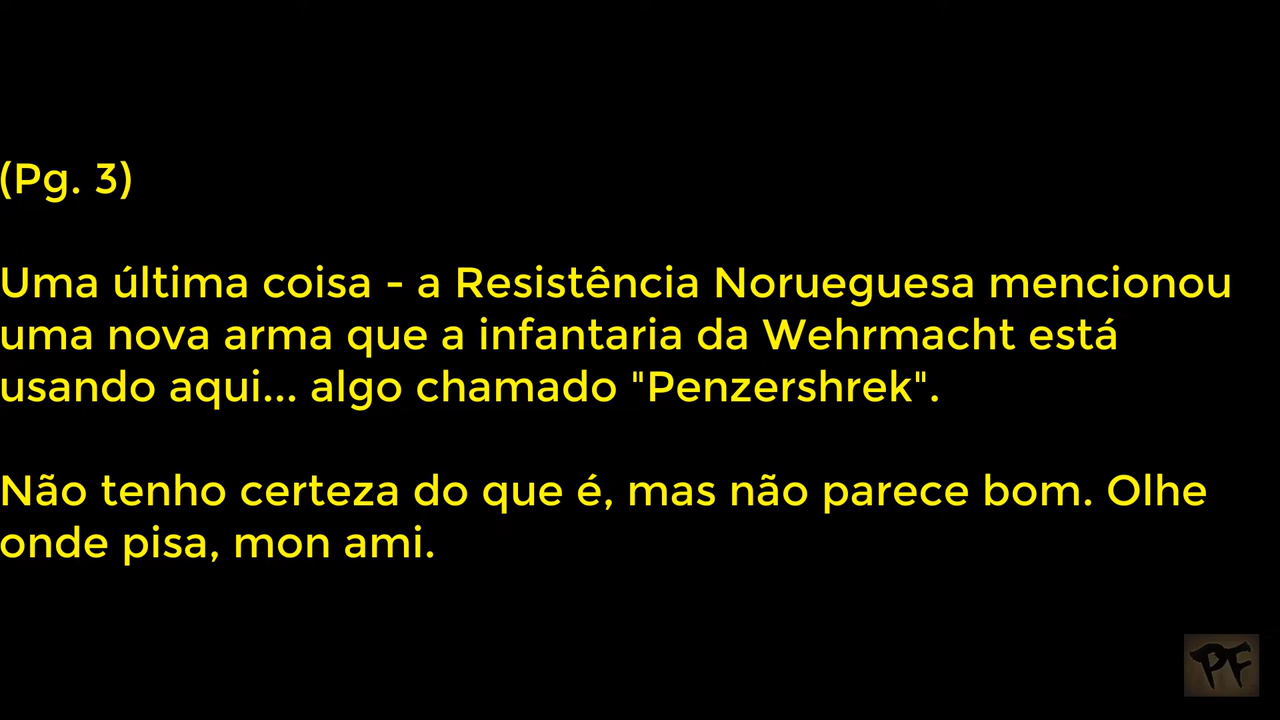 (Pg. 3)
Uma última coisa - a Resistência Norueguesa mencionou
uma nova arma que a infantaria da Wehrmacht está
usando aqui... algo chamado "Penzershrek".
Não tenho certeza do que é, mas não parece bom. Olhe
onde pisa, mon ami.
PF